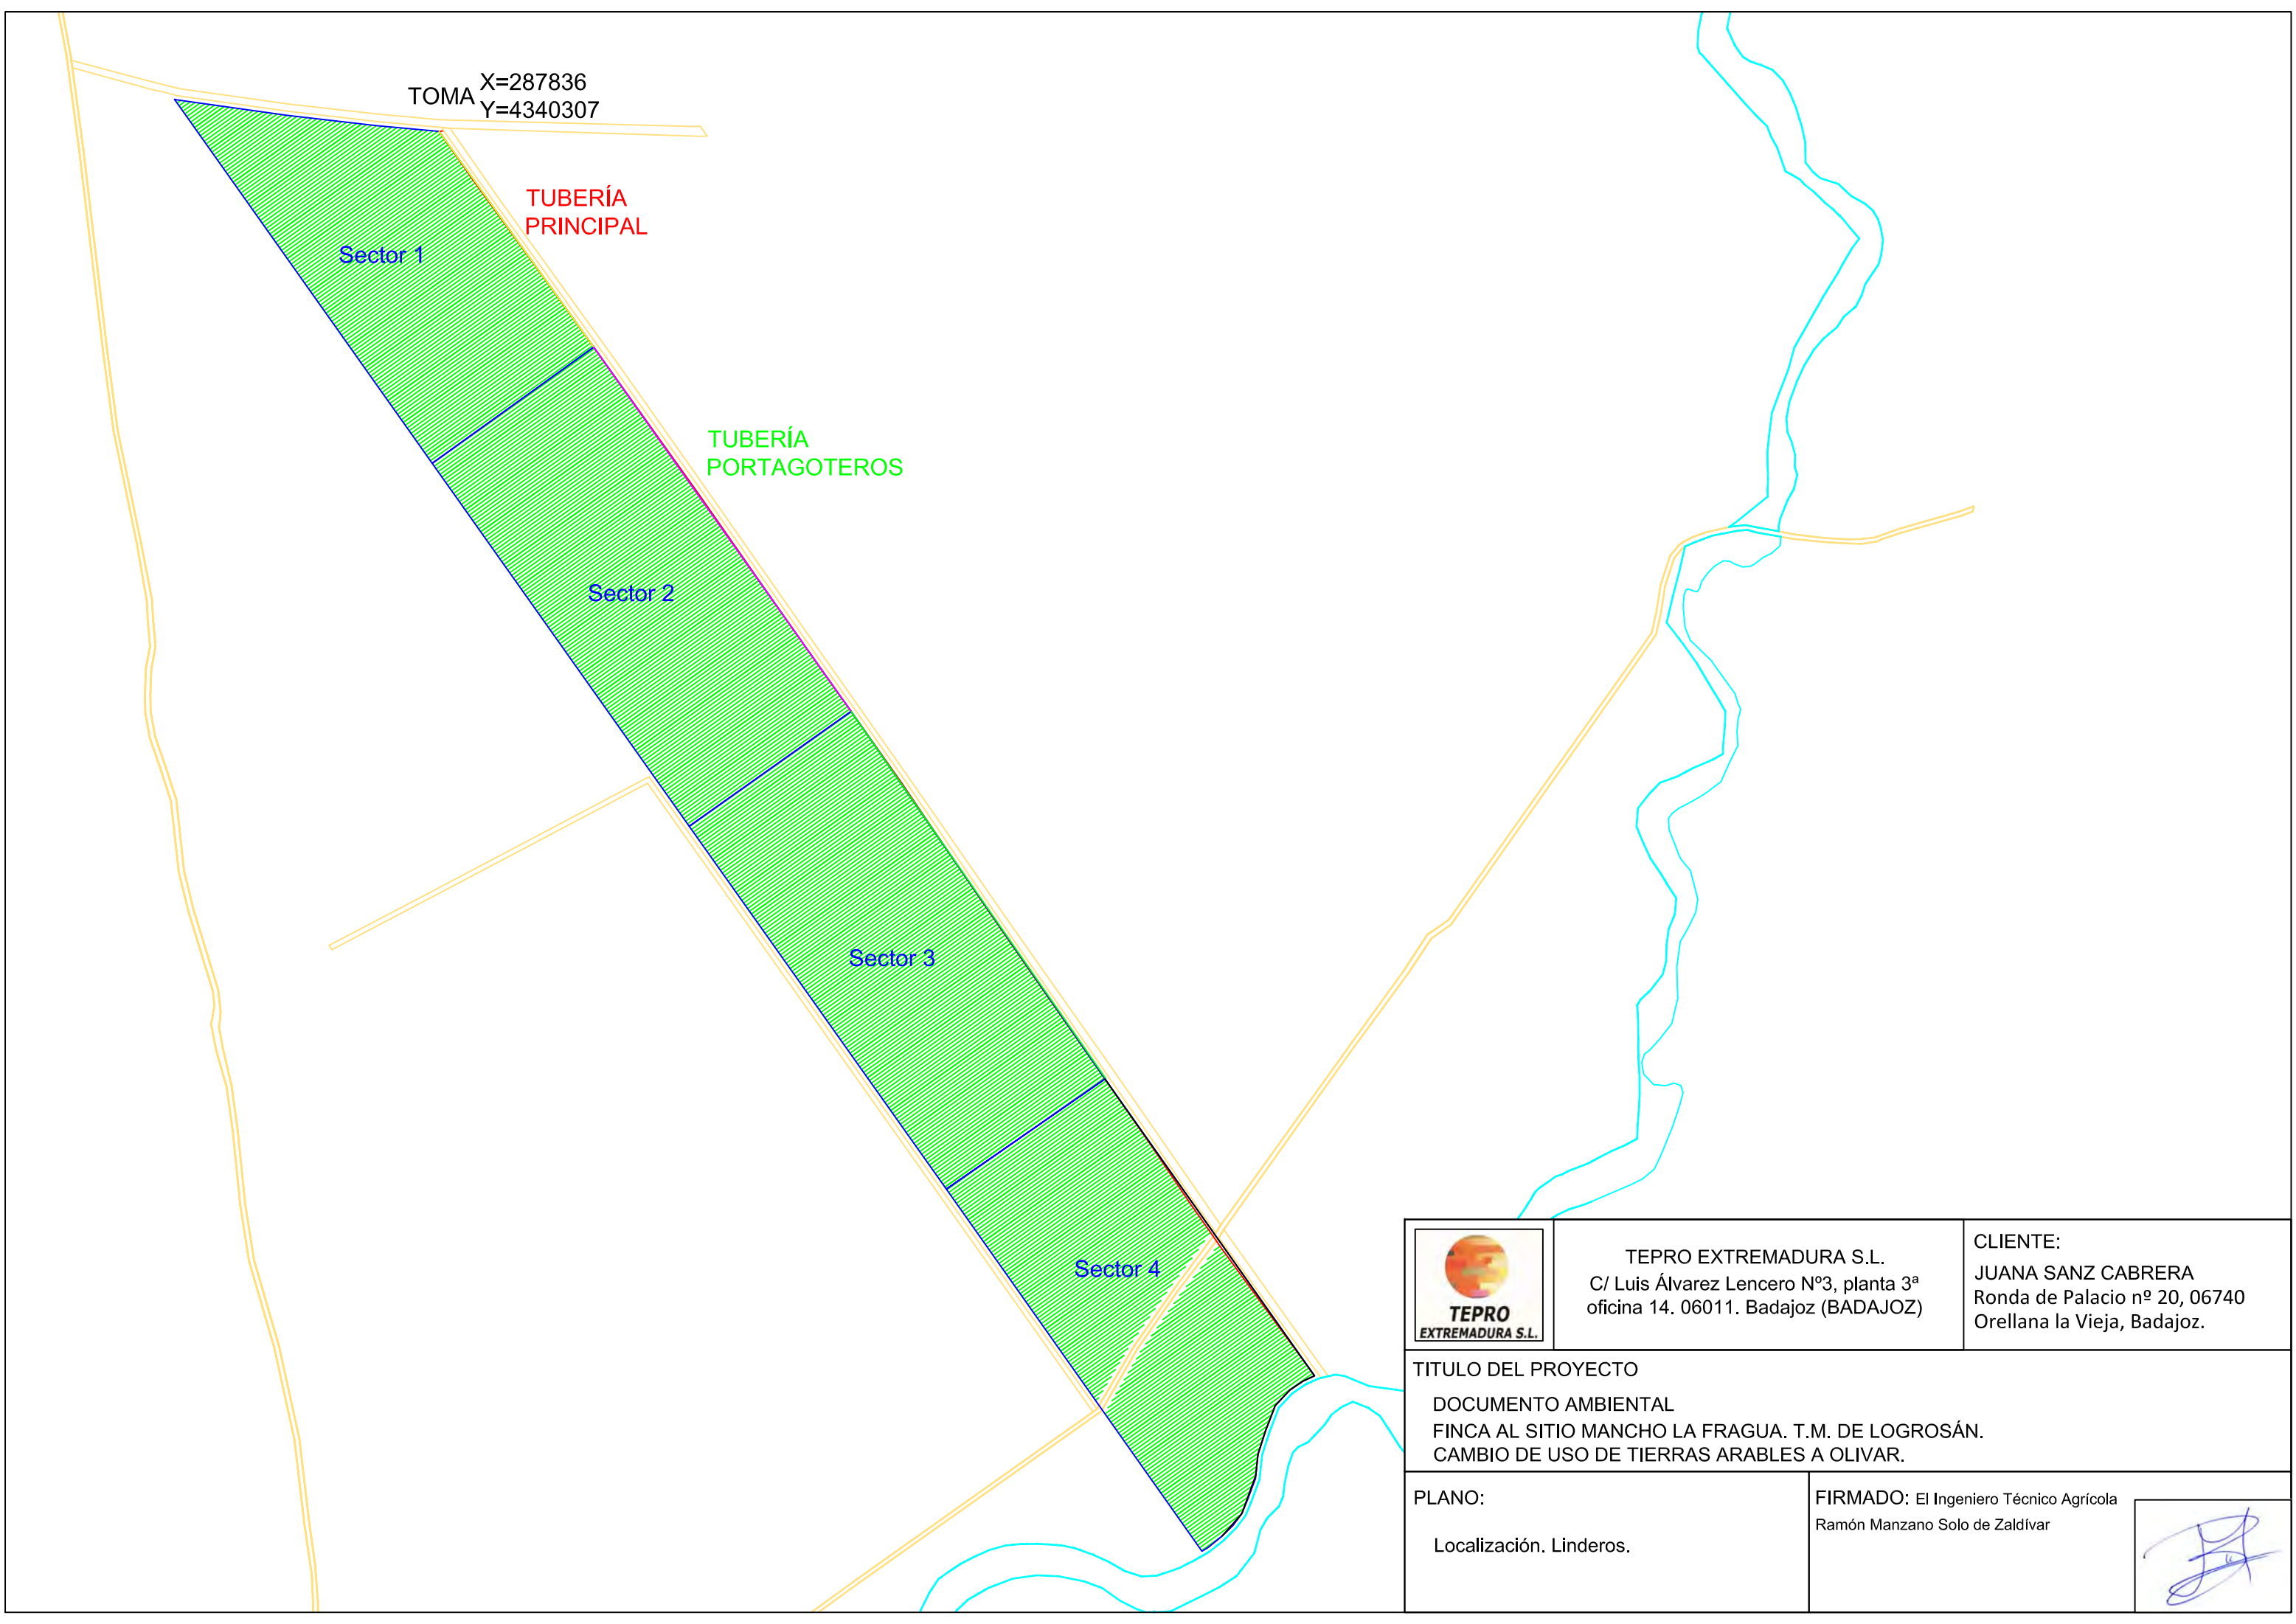 TOMA
X=287836
Y=4340307
TUBERÍA
PRINCIPAL
Sector 1
TUBERÍA
PORTAGOTEROS
Sector 2
Sector 3
Sector 4
TEPRO
EXTREMADURA S.L.
TEPRO EXTREMADURA S.L.
C/ Luis Álvarez Lencero Nº3, planta 3ª
oficina 14. 06011. Badajoz (BADAJOZ)
CLIENTE:
JUANA SANZ CABRERA
Ronda de Palacio nº 20, 06740
Orellana la Vieja, Badajoz.
TITULO DEL PROYECTO
DOCUMENTO AMBIENTAL
FINCA AL SITIO MANCHO LA FRAGUA. T.M. DE LOGROSÁN.
CAMBIO DE USO DE TIERRAS ARABLES A OLIVAR.
PLANO:
Localización. Linderos.
FIRMADO: El Ingeniero Técnico Agrícola
Ramón Manzano Solo de Zaldívar